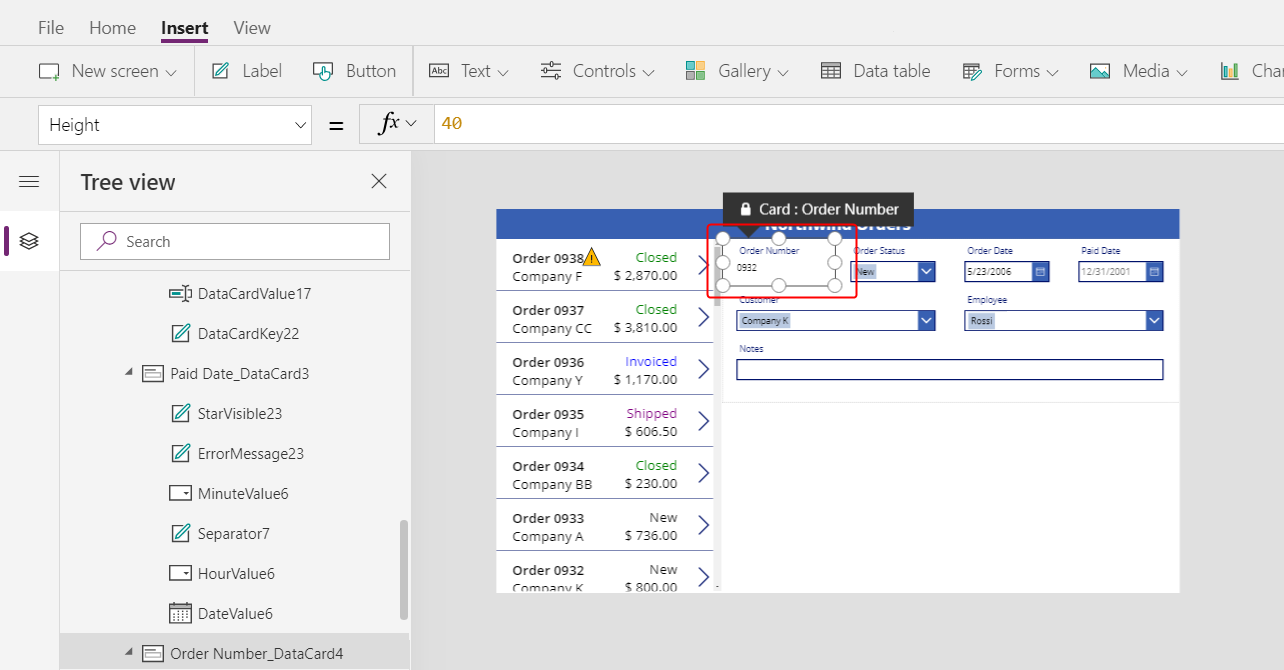 File Home Insert View
New screen Label Button Abc Text Controls Gallery Data table Forms Media
Height = fx 40
Tree view
Search
DataCardValue17
DataCardKey22
Paid Date_DataCard3
StarVisible23
ErrorMessage23
MinuteValue6
Separator7
HourValue6
DateValue6
Order Number_DataCard4
Card : Order Number
Northwind Orders
Order 0938 Closed
Company F $ 2,870.00
Order 0937 Closed
Company CC $ 3,810.00
Order 0936 Invoiced
Company Y $ 1,170.00
Order 0935 Shipped
Company I $ 606.50
Order 0934 Closed
Company BB $ 230.00
Order 0933 New
Company A $ 736.00
Order 0932 New
Company K $ 800.00
Order Number Order Status Order Date Paid Date
0932 New 5/23/2006 12/31/2001
Customer Employee
Company K Rossi
Notes